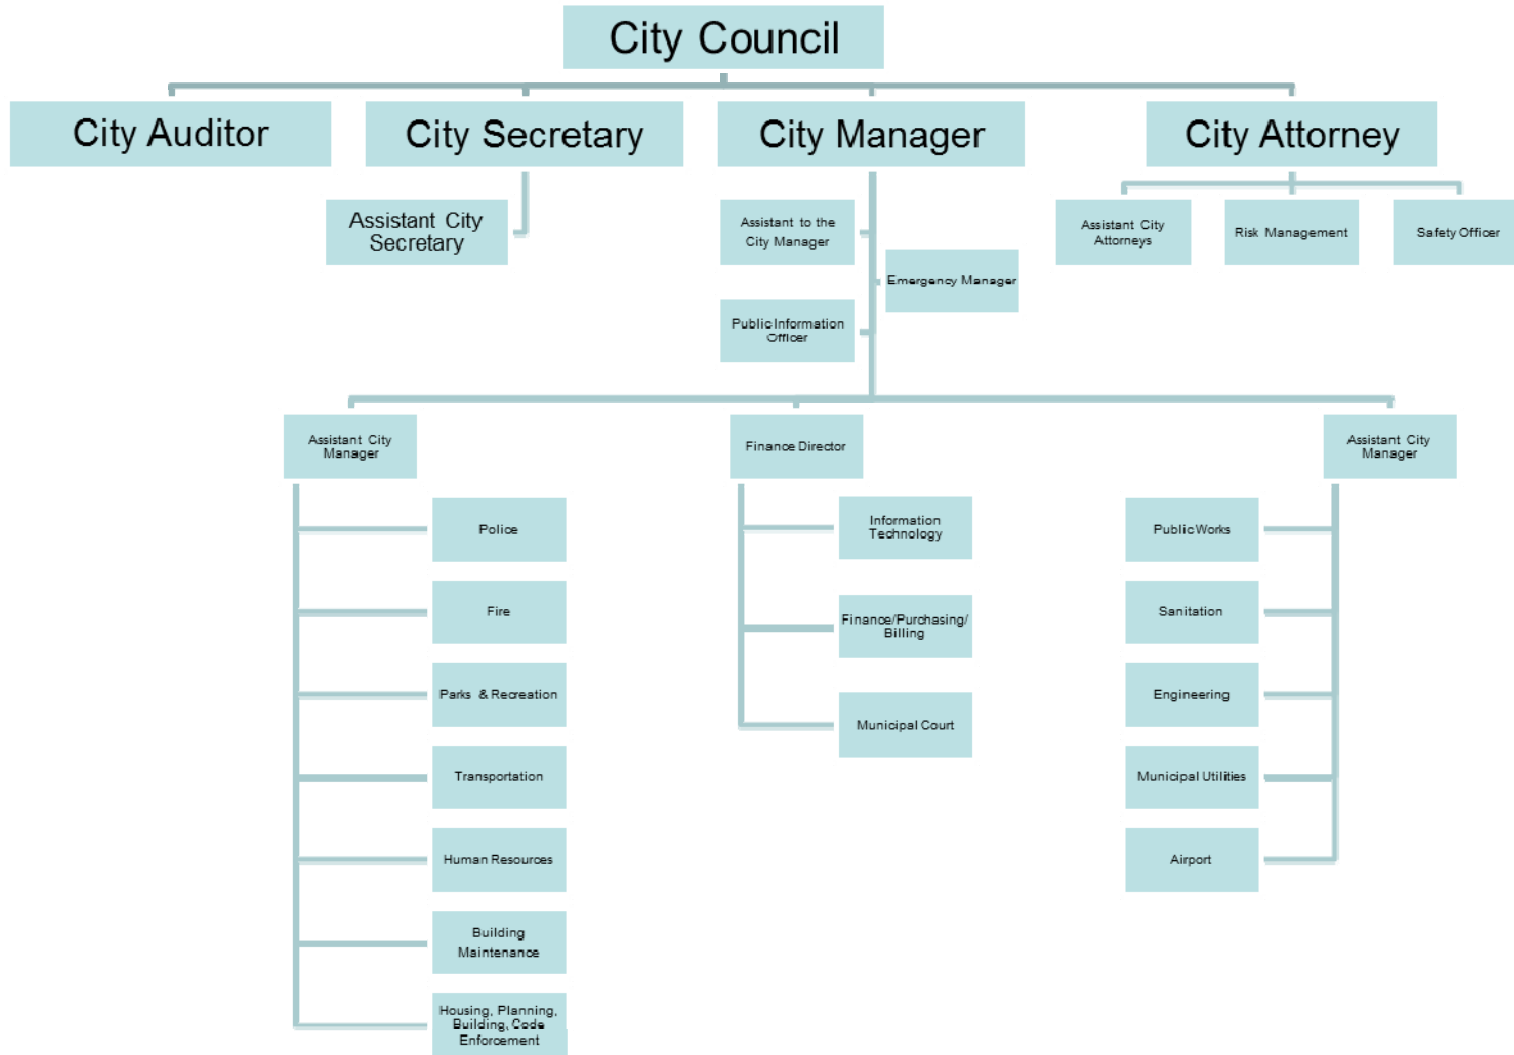 City Council
City Auditor
City Secretary
City Manager
City Attorney
Assistant City
Secretary
Assistant to the
City Manager
Emergency Manager
Public Information
Officer
Assistant City
Attorneys
Risk Management
Safety Officer
Assistant City
Manager
Finance Director
Assistant City
Manager
Police
Fire
Parks & Recreation
Transportation
Human Resources
Building
Maintenance
Housing, Planning,
Building, Code
Enforcement
Information
Technology
Finance/Purchasing/
Billing
Municipal Court
Public Works
Sanitation
Engineering
Municipal Utilities
Airport